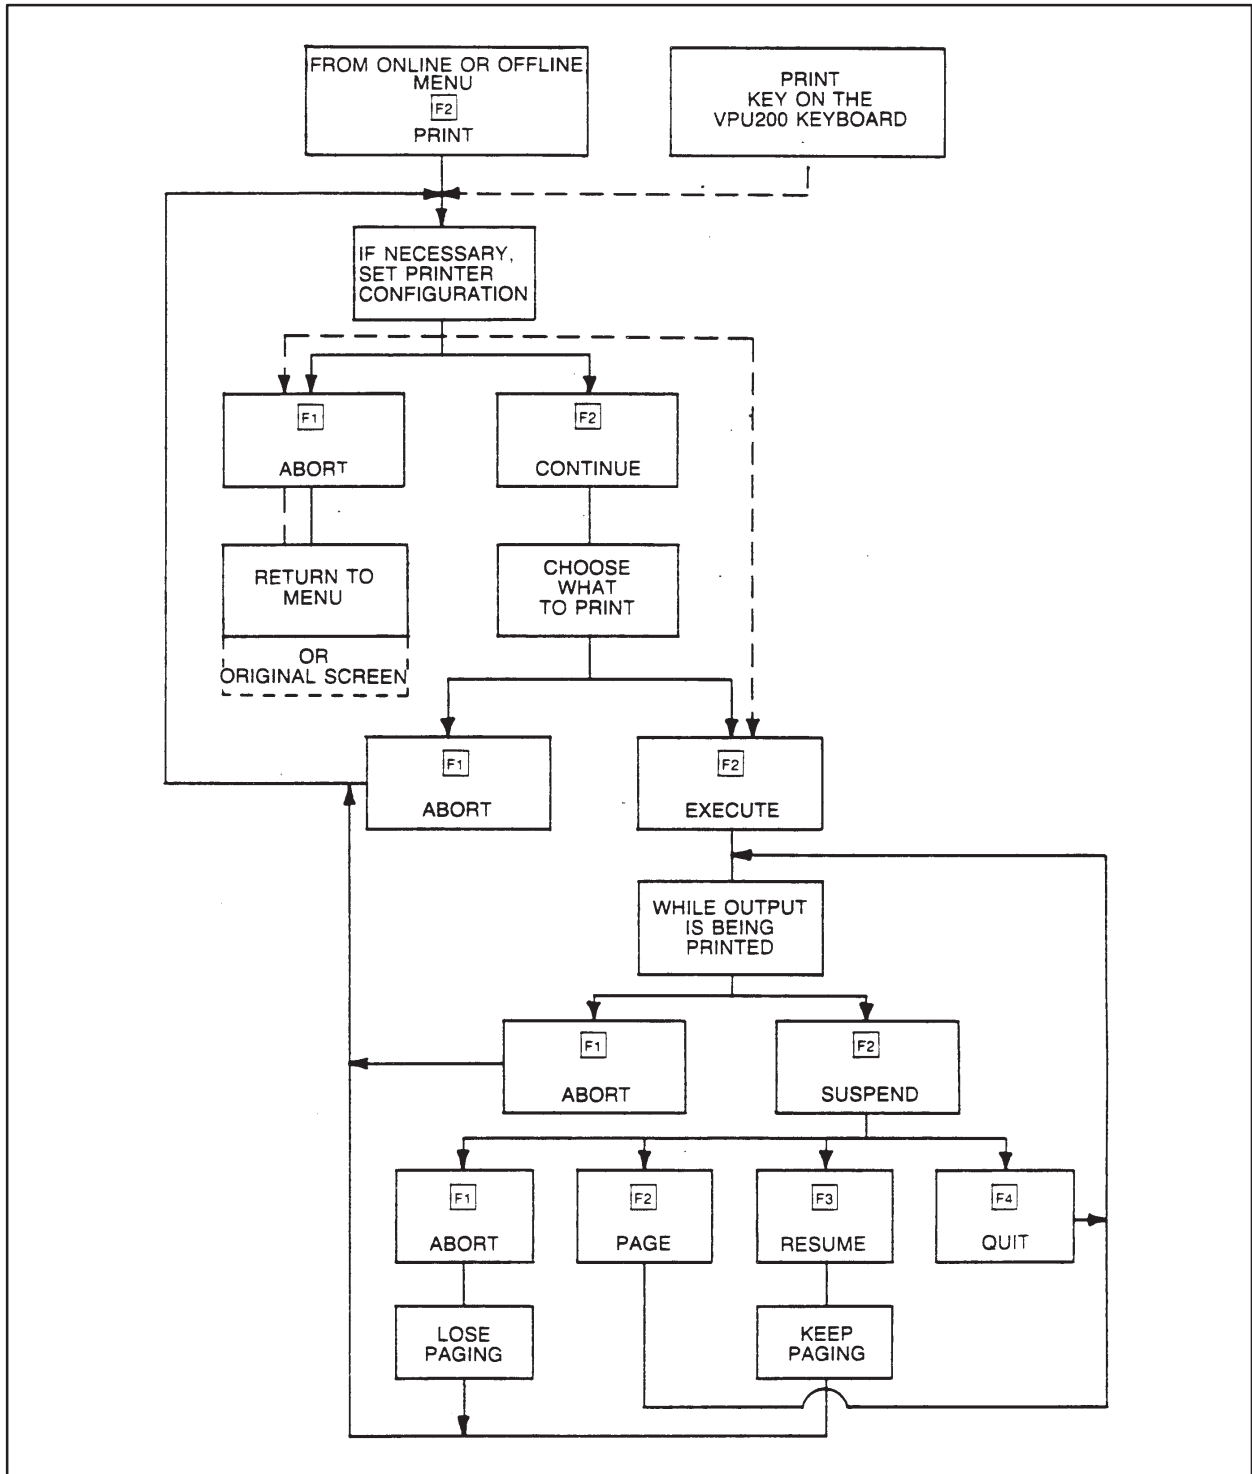 FROM ONLINE OR OFFLINE
MENU
F2
PRINT
PRINT
KEY ON THE
VPU200 KEYBOARD
IF NECESSARY,
SET PRINTER
CONFIGURATION
F1
ABORT
F2
CONTINUE
RETURN TO
MENU
OR
ORIGINAL SCREEN
CHOOSE
WHAT
TO PRINT
F1
ABORT
F2
EXECUTE
WHILE OUTPUT
IS BEING
PRINTED
F1
ABORT
F2
SUSPEND
F1
ABORT
F2
PAGE
F3
RESUME
F4
QUIT
LOSE
PAGING
KEEP
PAGING